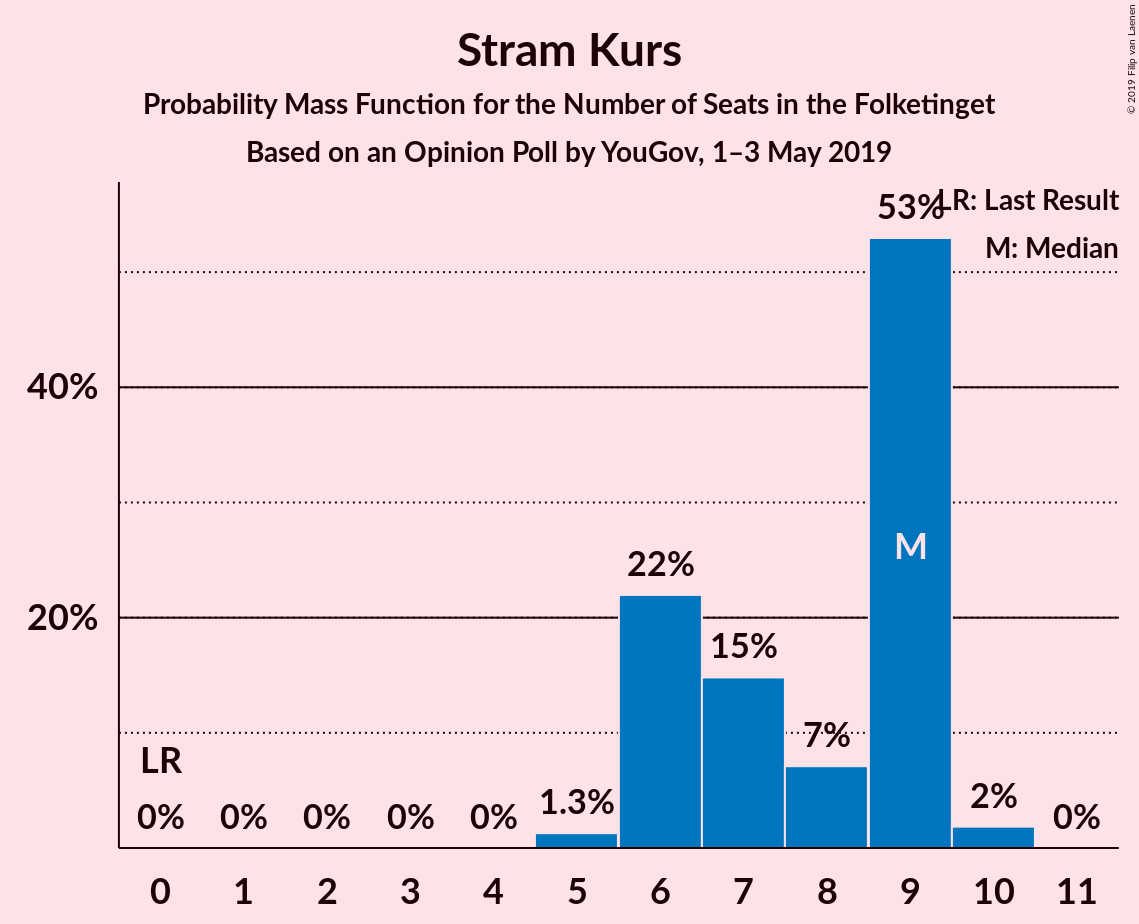 Stram Kurs
Probability Mass Function for the Number of Seats in the Folketinget
Based on an Opinion Poll by YouGov, 1–3 May 2019
© 2019 Filip van Laenen
LR: Last Result
M: Median
53%
40%
M
22%
20%
15%
7%
LR
1.3%
2%
0% 0% 0% 0% 0% 0%
0 1 2 3 4 5 6 7 8 9 10 11